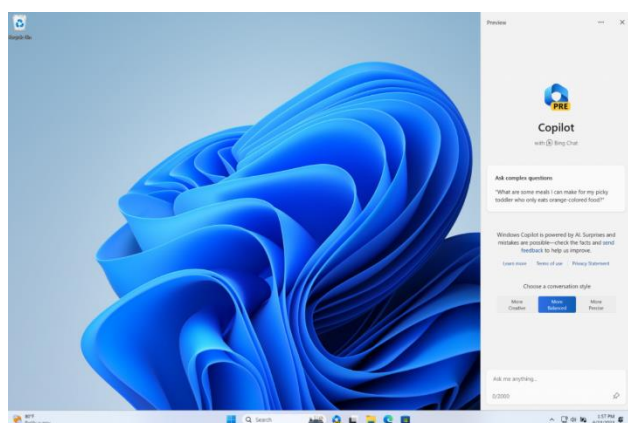 Recycle Bin
Preview
PRE
Copilot
with Bing Chat
Ask complex questions
"What are some meals I can make for my picky
toddler who only eats orange-colored food?"
Windows Copilot is powered by AI. Surprises and
mistakes are possible—check the facts and send
feedback to help us improve.
Learn more Terms of use Privacy Statement
Choose a conversation style
More
Creative
More
Balanced
More
Precise
Ask me anything...
0/2000
Search
1:57 PM